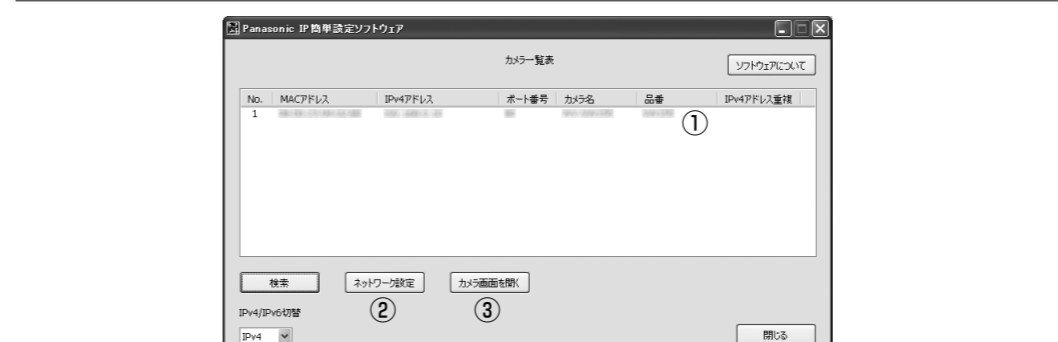 Panasonic IP簡単設定ソフトウェア
カメラ一覧表
ソフトウェアについて
No. MACアドレス IPv4アドレス ポート番号 カメラ名 品番 IPv4アドレス重複
1
①
検索 ネットワーク設定 カメラ画面を開く
② ③
IPv4/IPv6切替
IPv4 閉じる